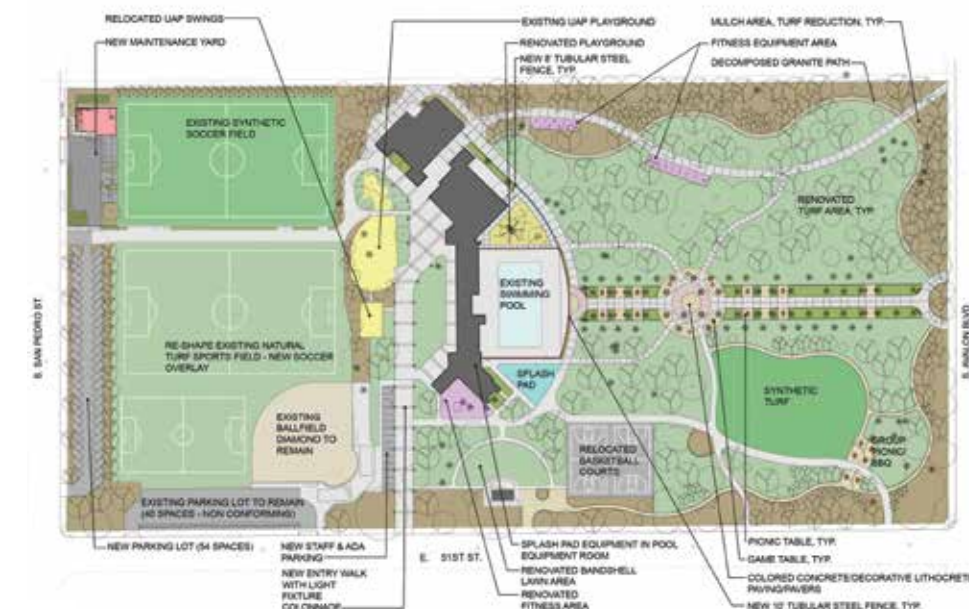 RELOCATED UAP SWINGS
NEW MAINTENANCE YARD
EXISTING UAP PLAYGROUND
RENOVATED PLAYGROUND
NEW 8' TUBULAR STEEL
FENCE, TYP.
MULCH AREA, TURF REDUCTION, TYP.
FITNESS EQUIPMENT AREA
DECOMPOSED GRANITE PATH
EXISTING SYNTHETIC
SOCCER FIELD
RENOVATED
TURF AREA, TYP.
S. SAN PEDRO ST
EXISTING
SWIMMING
POOL
S. AVALON BLVD.
RE-SHAPE EXISTING NATURAL
TURF SPORTS FIELD - NEW SOCCER
OVERLAY
SPLASH
PAD
SYNTHETIC
TURF
EXISTING
BALLFIELD
DIAMOND TO
REMAIN
RELOCATED
BASKETBALL
COURTS
GROUP
PICNIC/
BBQ
EXISTING PARKING LOT TO REMAIN
(40 SPACES - NON CONFORMING)
NEW PARKING LOT (54 SPACES)
NEW STAFF & ADA
PARKING
NEW ENTRY WALK
WITH LIGHT
FIXTURE
COLONNADE
E. 51ST ST.
SPLASH PAD EQUIPMENT IN POOL
EQUIPMENT ROOM
RENOVATED BANDSHELL
LAWN AREA
RENOVATED
FITNESS AREA
PICNIC TABLE, TYP.
GAME TABLE, TYP.
COLORED CONCRETE/DECORATIVE LITHOCRETE
PAVING/PAVERS
NEW 10' TUBULAR STEEL FENCE, TYP.